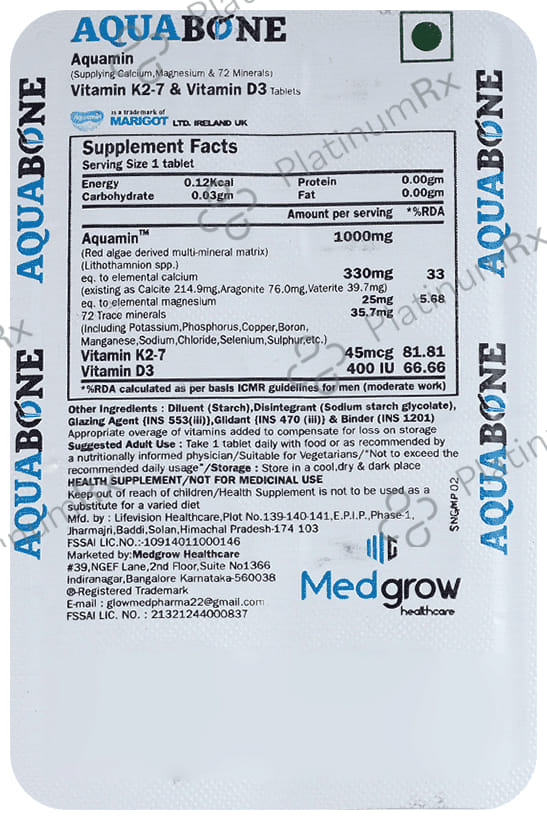 AQUABONE
Aquamin
(Supplying Calcium,Magnesium & 72 Minerals)
Vitamin K2-7 & Vitamin D3 Tablets
Aquamin is a trademark of
MARIGOT LTD. IRELAND UK
Supplement Facts
Serving Size 1 tablet
Energy 0.12Kcal Protein 0.00gm
Carbohydrate 0.03gm Fat 0.00gm
Amount per serving *%RDA
Aquamin™ 1000mg
(Red algae derived multi-mineral matrix)
(Lithothamnion spp.)
eq. to elemental calcium 330mg 33
(existing as Calcite 214.9mg,Aragonite 76.0mg,Vaterite 39.7mg)
eq. to elemental magnesium 25mg 5.68
72 Trace minerals 35.7mg
(Including Potassium,Phosphorus,Copper,Boron,
Manganese,Sodium,Chloride,Selenium,Sulphur,etc.)
Vitamin K2-7 45mcg 81.81
Vitamin D3 400 IU 66.66
*%RDA calculated as per basis ICMR guidelines for men (moderate work)
Other Ingredients : Diluent (Starch),Disintegrant (Sodium starch glycolate),
Glazing Agent {INS 553(iii)},Glidant {INS 470 (iii)} & Binder (INS 1201)
Appropriate overage of vitamins added to compensate for loss on storage
Suggested Adult Use : Take 1 tablet daily with food or as recommended by
a nutritionally informed physician/Suitable for Vegetarians/"Not to exceed the
recommended daily usage"/Storage : Store in a cool,dry & dark place
HEALTH SUPPLEMENT/NOT FOR MEDICINAL USE
Keep out of reach of children/Health Supplement is not to be used as a
substitute for a varied diet
Mfd. by : Lifevision Healthcare,Plot No.139-140-141,E.P.I.P.,Phase-1,
Jharmajri,Baddi,Solan,Himachal Pradesh-174 103
FSSAI LIC.NO.:-10914011000146
Marketed by:Medgrow Healthcare
#39,NGEF Lane,2nd Floor,Suite No1366
Indiranagar,Bangalore Karnataka-560038
®-Registered Trademark
E-mail : glowmedpharma22@gmail.com
FSSAI LIC. NO. : 21321244000837
Medgrow
healthcare
SNGMP 02
AQUABONE
AQUABONE
AQUABONE
AQUABONE
PlatinumRx
PlatinumRx
PlatinumRx